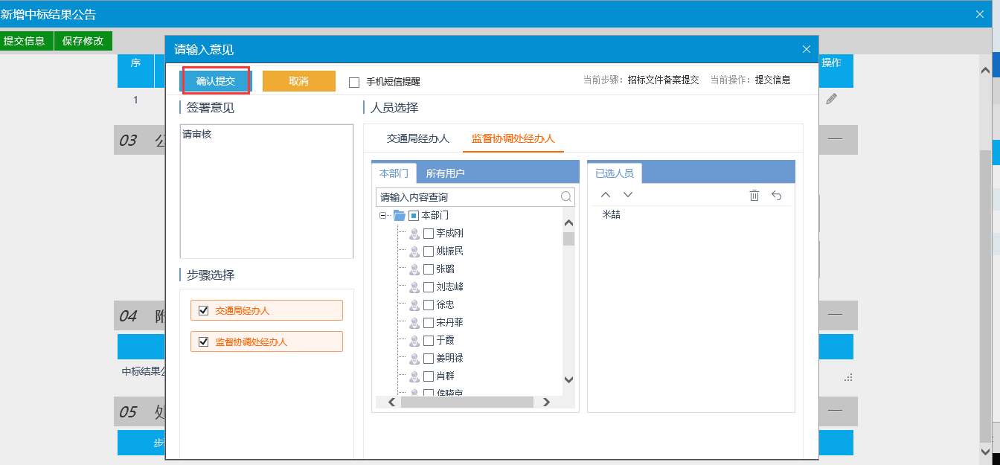 新增中标结果公告
提交信息 保存修改
序
操作
1
03 公
04 附
中标结果公
05 处
步骤
请输入意见
确认提交 取消 手机短信提醒 当前步骤：招标文件备案提交 当前操作：提交信息
签署意见
请审核
步骤选择
交通局经办人
监督协调处经办人
人员选择
交通局经办人 监督协调处经办人
本部门 所有用户
请输入内容查询
本部门
李成刚
姚振民
张璐
刘志峰
徐忠
宋丹菲
于霞
姜明禄
肖群
侯晓京
已选人员
米喆